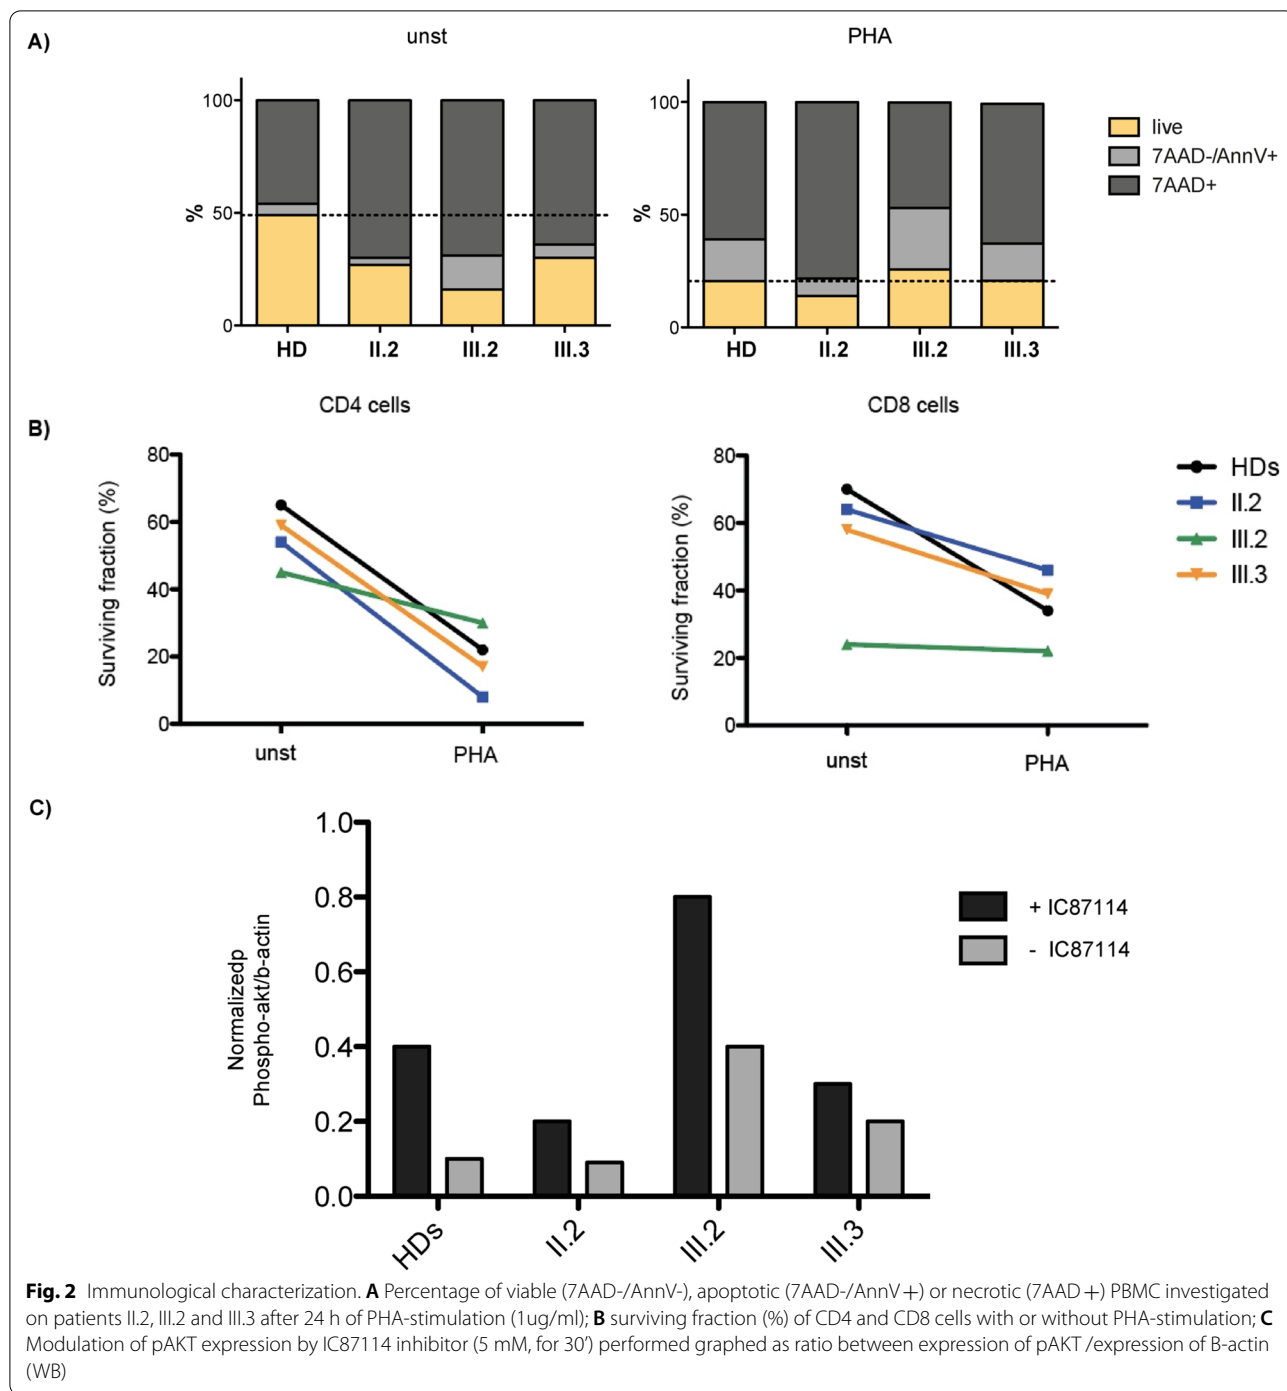 A)
unst
PHA
100
50
0
%
HD II.2 III.2 III.3
100
50
0
%
HD II.2 III.2 III.3
live
7AAD-/AnnV+
7AAD+
B)
CD4 cells
CD8 cells
Surviving fraction (%)
80
60
40
20
0
unst PHA
Surviving fraction (%)
80
60
40
20
0
unst PHA
HDs
II.2
III.2
III.3
C)
Normalizedp
Phospho-akt/b-actin
1.0
0.8
0.6
0.4
0.2
0.0
HDs II.2 III.2 III.3
+ IC87114
- IC87114
Fig. 2 Immunological characterization. A Percentage of viable (7AAD-/AnnV-), apoptotic (7AAD-/AnnV+) or necrotic (7AAD+) PBMC investigated
on patients II.2, III.2 and III.3 after 24 h of PHA-stimulation (1ug/ml); B surviving fraction (%) of CD4 and CD8 cells with or without PHA-stimulation; C
Modulation of pAKT expression by IC87114 inhibitor (5 mM, for 30’) performed graphed as ratio between expression of pAKT /expression of B-actin
(WB)